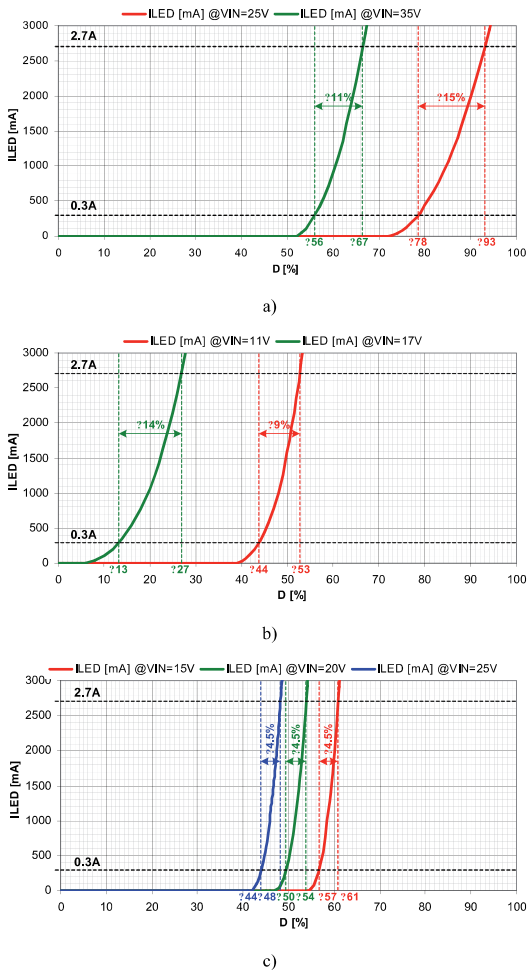 ILED [mA] @VIN=25V ILED [mA] @VIN=35V
3000
2.7A
2500
2000
?11% ?15%
1500
1000
500
0.3A
0
?56 ?67 ?78 ?93
0 10 20 30 40 50 60 70 80 90 100
D [%]
ILED [mA]
a)
ILED [mA] @VIN=11V ILED [mA] @VIN=17V
3000
2.7A
2500
2000
?14% ?9%
1500
1000
500
0.3A
0
?13 ?27 ?44 ?53
0 10 20 30 40 50 60 70 80 90 100
D [%]
ILED [mA]
b)
ILED [mA] @VIN=15V ILED [mA] @VIN=20V ILED [mA] @VIN=25V
3000
2.7A
2500
2000
?4.5% ?4.5% ?4.5%
1500
1000
500
0.3A
0
?44 ?48 ?50 ?54 ?57 ?61
0 10 20 30 40 50 60 70 80 90 100
D [%]
ILED [mA]
c)